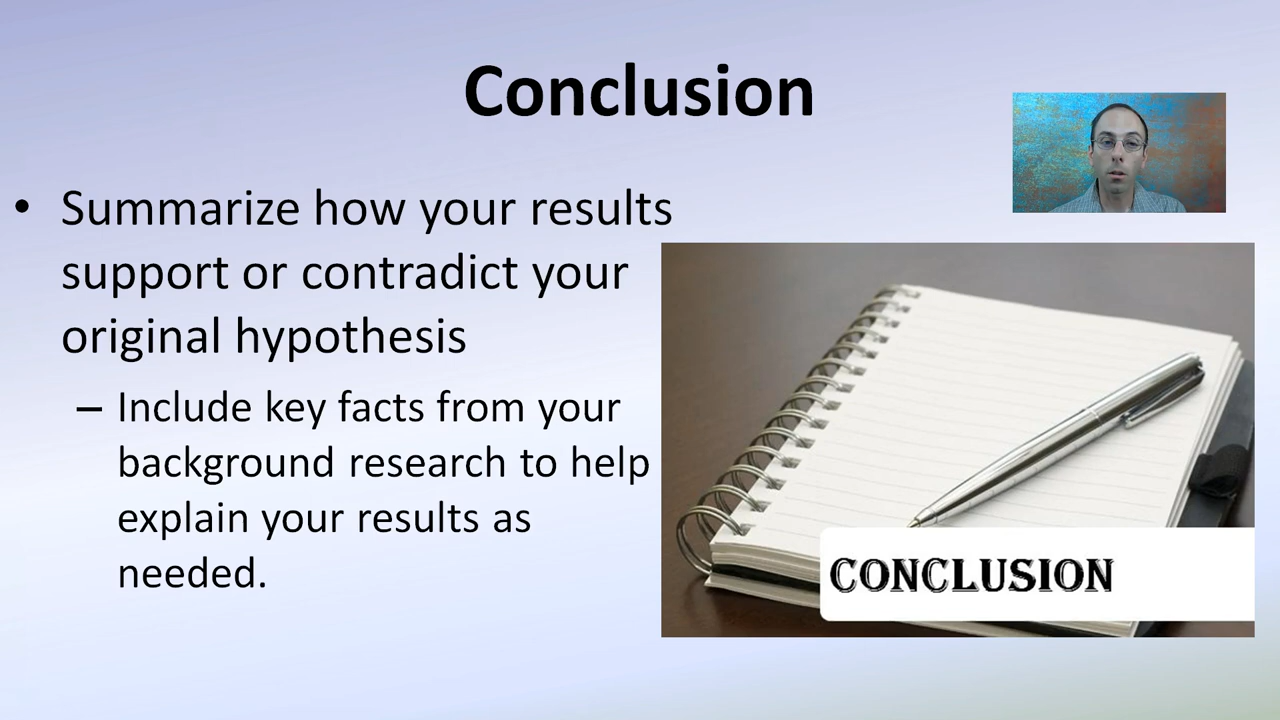 Conclusion
• Summarize how your results
support or contradict your
original hypothesis
– Include key facts from your
background research to help
explain your results as
needed.
CONCLUSION